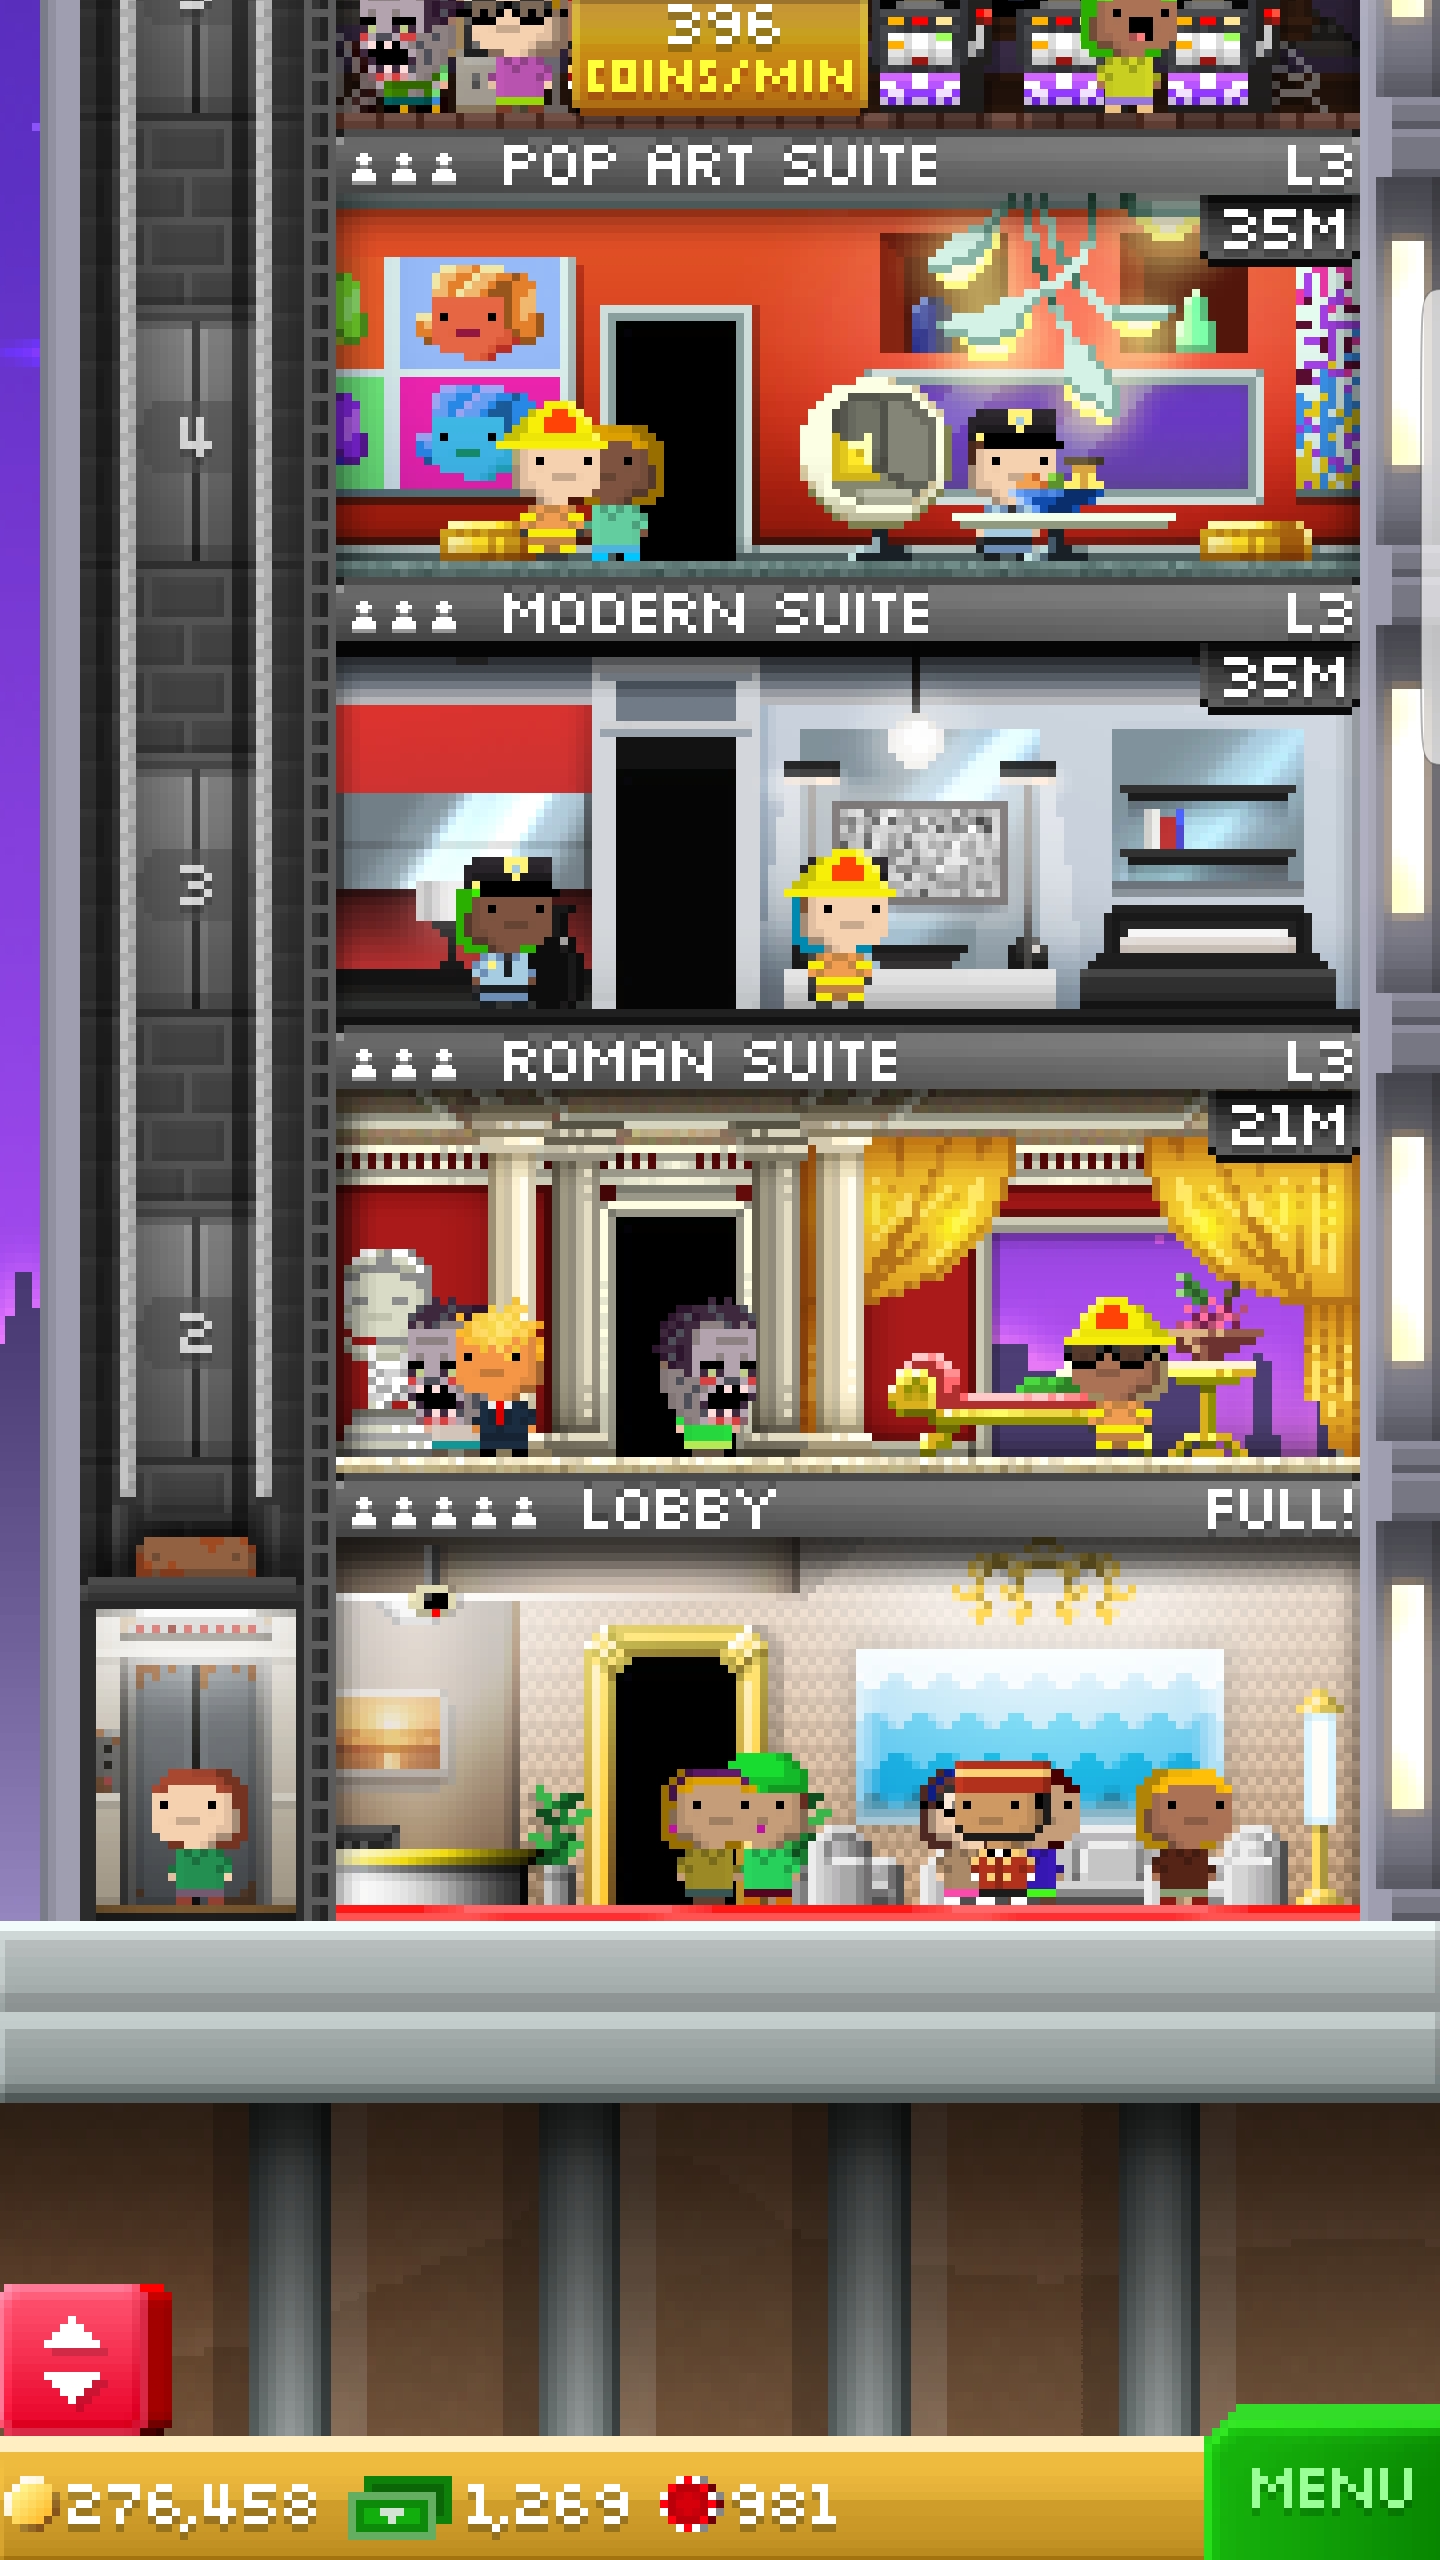 396
COINS/MIN
POP ART SUITE L3
35M
4
MODERN SUITE L3
35M
3
ROMAN SUITE L3
21M
2
LOBBY FULL!
276,458 1,269 981
MENU